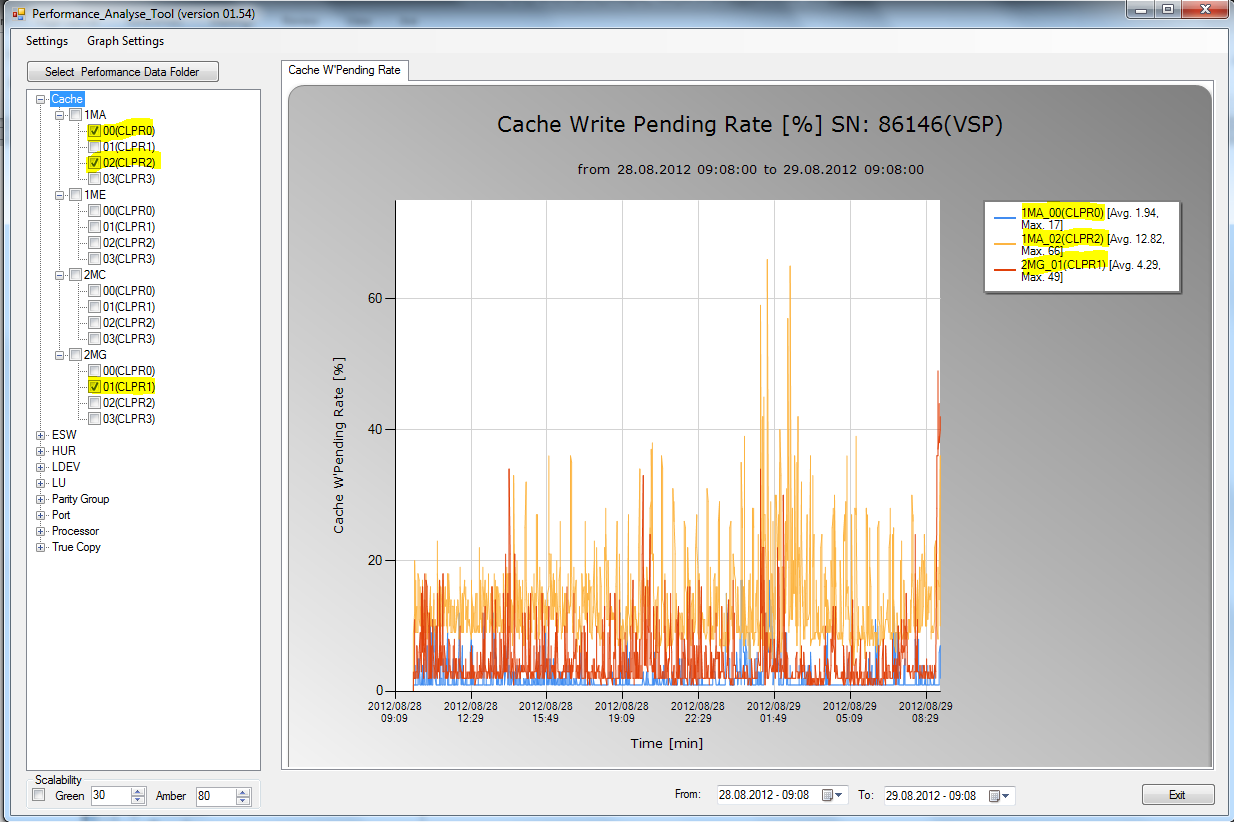 Performance_Analyse_Tool (version 01.54)
Settings Graph Settings
Select Performance Data Folder
Cache
1MA
00(CLPR0)
01(CLPR1)
02(CLPR2)
03(CLPR3)
1ME
00(CLPR0)
01(CLPR1)
02(CLPR2)
03(CLPR3)
2MC
00(CLPR0)
01(CLPR1)
02(CLPR2)
03(CLPR3)
2MG
00(CLPR0)
01(CLPR1)
02(CLPR2)
03(CLPR3)
ESW
HUR
LDEV
LU
Parity Group
Port
Processor
True Copy
Scalability
Green 30 Amber 80
Cache W'Pending Rate
Cache Write Pending Rate [%] SN: 86146(VSP)
from 28.08.2012 09:08:00 to 29.08.2012 09:08:00
1MA_00(CLPR0) [Avg. 1.94,
Max. 17]
1MA_02(CLPR2) [Avg. 12.82,
Max. 66]
2MG_01(CLPR1) [Avg. 4.29,
Max. 49]
Cache W'Pending Rate [%]
60
40
20
0
2012/08/28 2012/08/28 2012/08/28 2012/08/28 2012/08/28 2012/08/29 2012/08/29 2012/08/29
09:09 12:29 15:49 19:09 22:29 01:49 05:09 08:29
Time [min]
From: 28.08.2012 - 09:08 To: 29.08.2012 - 09:08
Exit